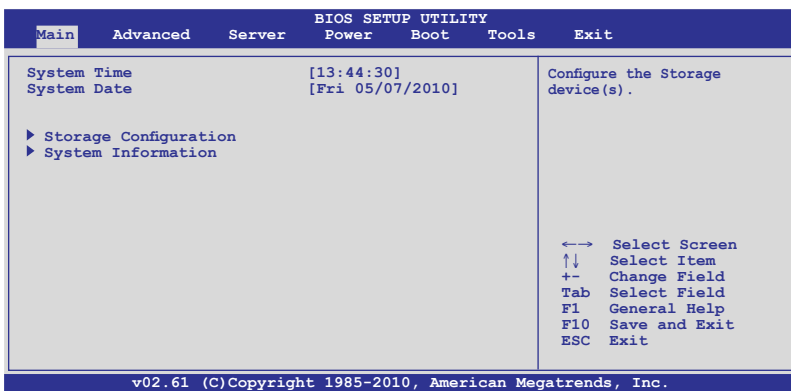 BIOS SETUP UTILITY
Main Advanced Server Power Boot Tools Exit
System Time [13:44:30]
System Date [Fri 05/07/2010]
Storage Configuration
System Information
Configure the Storage
device(s).
←→ Select Screen
↑↓ Select Item
+- Change Field
Tab Select Field
F1 General Help
F10 Save and Exit
ESC Exit
v02.61 (C)Copyright 1985-2010, American Megatrends, Inc.